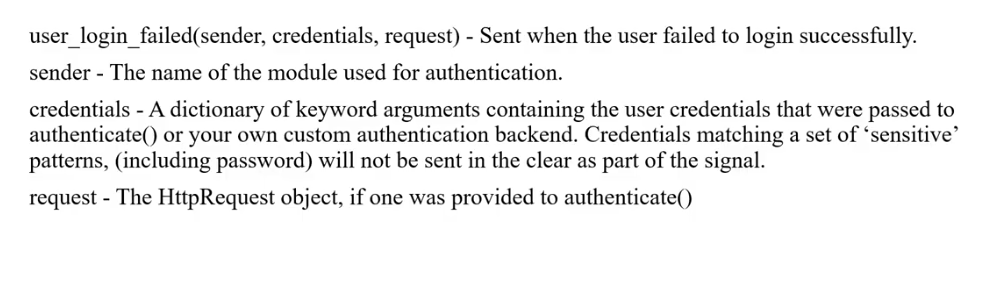 user_login_failed(sender, credentials, request) - Sent when the user failed to login successfully.
sender - The name of the module used for authentication.
credentials - A dictionary of keyword arguments containing the user credentials that were passed to
authenticate() or your own custom authentication backend. Credentials matching a set of ‘sensitive’
patterns, (including password) will not be sent in the clear as part of the signal.
request - The HttpRequest object, if one was provided to authenticate()